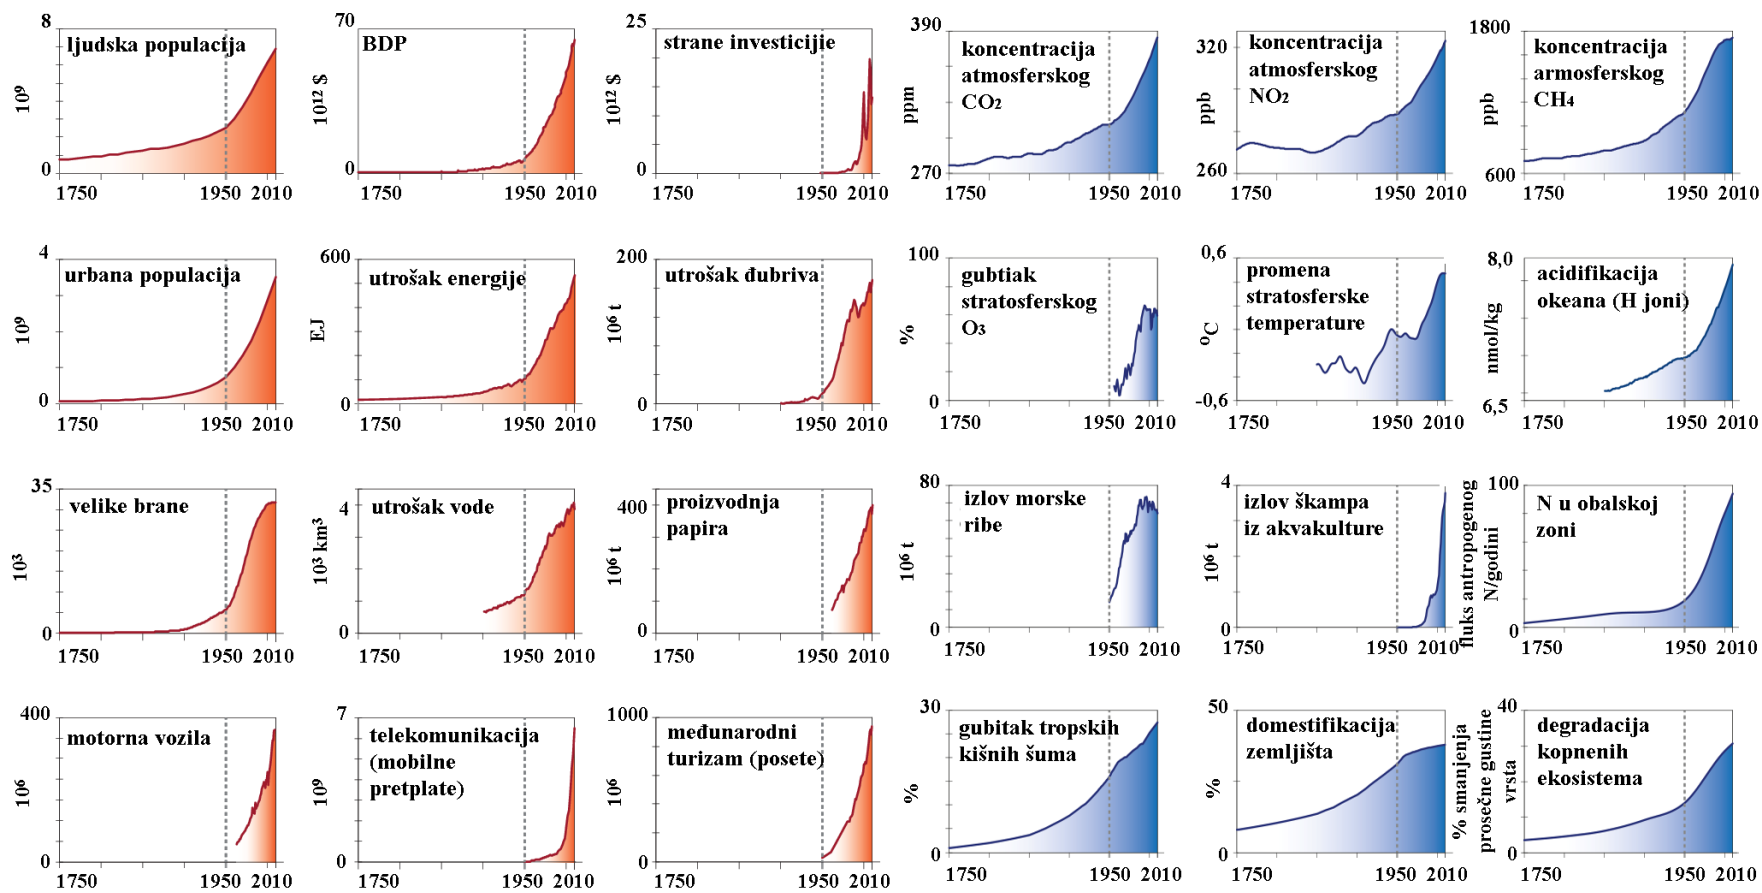 8
ljudska populacija
10⁹
0
1750
1950 2010
70
BDP
10¹² $
0
1750
1950 2010
25
strane investicijie
10¹² $
0
1750
1950 2010
390
koncentracija
atmosferskog
CO₂
ppm
270
1750
1950 2010
320
koncentracija
atmosferskog
NO₂
ppb
260
1750
1950 2010
1800
koncentracija
armosferskog
CH₄
ppb
600
1750
1950 2010
4
urbana populacija
10⁹
0
1750
1950 2010
600
utrošak energije
EJ
0
1750
1950 2010
200
utrošak đubriva
10⁶ t
0
1750
1950 2010
100
gubtiak
stratosferskog
O₃
%
0
1750
1950 2010
0,6
promena
stratosferske
temperature
°C
-0,6
1750
1950 2010
8,0
acidifikacija
okeana (H joni)
nmol/kg
6,5
1750
1950 2010
35
velike brane
10³
0
1750
1950 2010
4
utrošak vode
10³ km³
0
1750
1950 2010
400
proizvodnja
papira
10⁶ t
0
1750
1950 2010
80
izlov morske
ribe
10⁶ t
0
1750
1950 2010
4
izlov škampa
iz akvakulture
10⁶ t
0
1750
1950 2010
100
N u obalskoj
zoni
fluks antropogenog
N/godini
0
1750
1950 2010
400
motorna vozila
10⁶
0
1750
1950 2010
7
telekomunikacija
(mobilne
pretplate)
10⁹
0
1750
1950 2010
1000
međunarodni
turizam (posete)
10⁶
0
1750
1950 2010
30
gubitak tropskih
kišnih šuma
%
0
1750
1950 2010
50
domestifikacija
zemljišta
%
0
1750
1950 2010
40
degradacija
kopnenih
ekosistema
% smanjenja
prosečne gustine
vrsta
0
1750
1950 2010